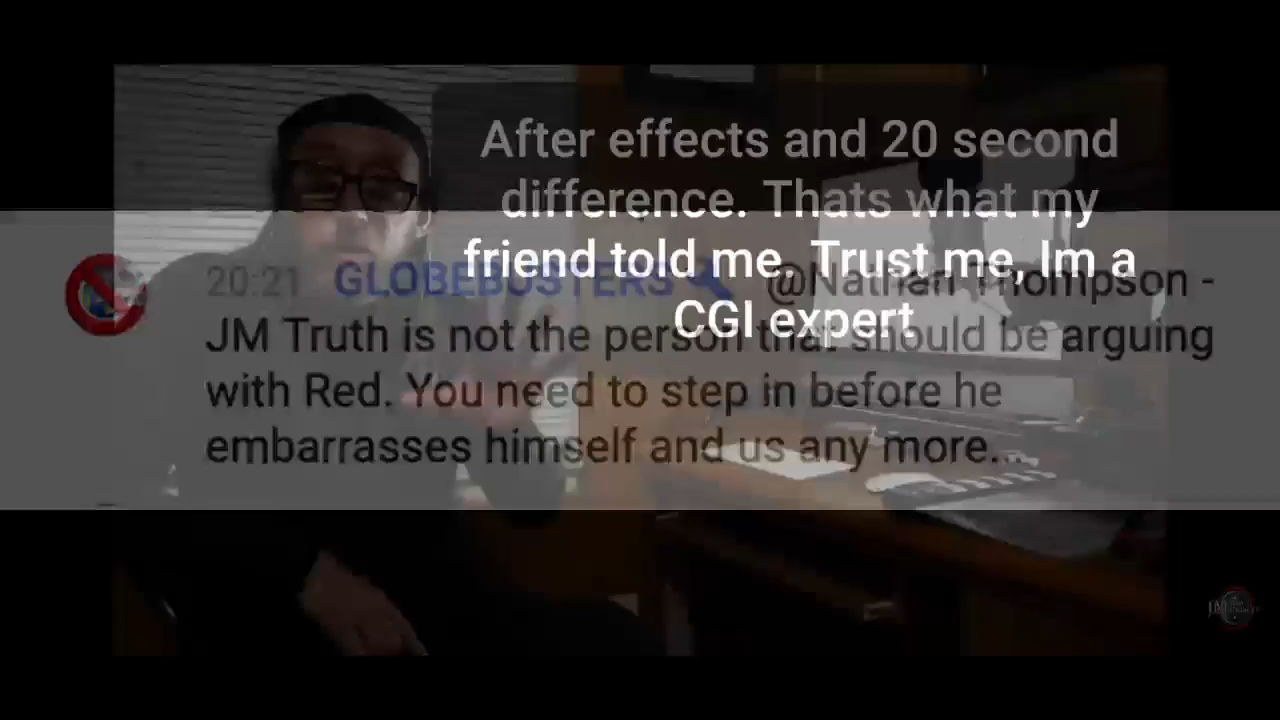 After effects and 20 second
difference. Thats what my
friend told me. Trust me, Im a
CGI expert
20:21 GLOBEBUSTERS @Nathan Thompson -
JM Truth is not the person that should be arguing
with Red. You need to step in before he
embarrasses himself and us any more...